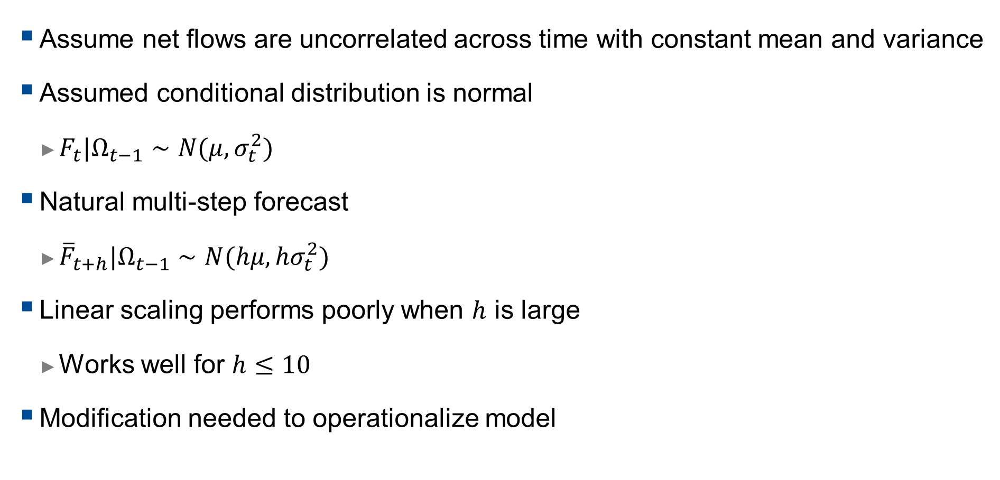 ▪ Assume net flows are uncorrelated across time with constant mean and variance
▪ Assumed conditional distribution is normal
► $F_t|\Omega_{t-1} \sim N(\mu, \sigma_t^2)$
▪ Natural multi-step forecast
► $\bar{F}_{t+h}|\Omega_{t-1} \sim N(h\mu, h\sigma_t^2)$
▪ Linear scaling performs poorly when $h$ is large
► Works well for $h \leq 10$
▪ Modification needed to operationalize model